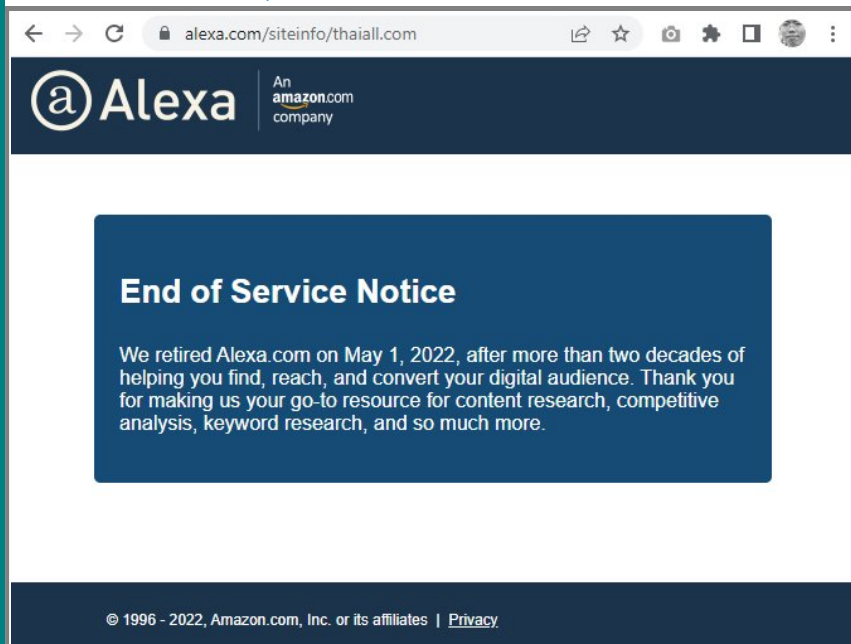 alexa.com/siteinfo/thaiall.com
a Alexa
An
amazon.com
company
End of Service Notice
We retired Alexa.com on May 1, 2022, after more than two decades of
helping you find, reach, and convert your digital audience. Thank you
for making us your go-to resource for content research, competitive
analysis, keyword research, and so much more.
© 1996 - 2022, Amazon.com, Inc. or its affiliates | Privacy